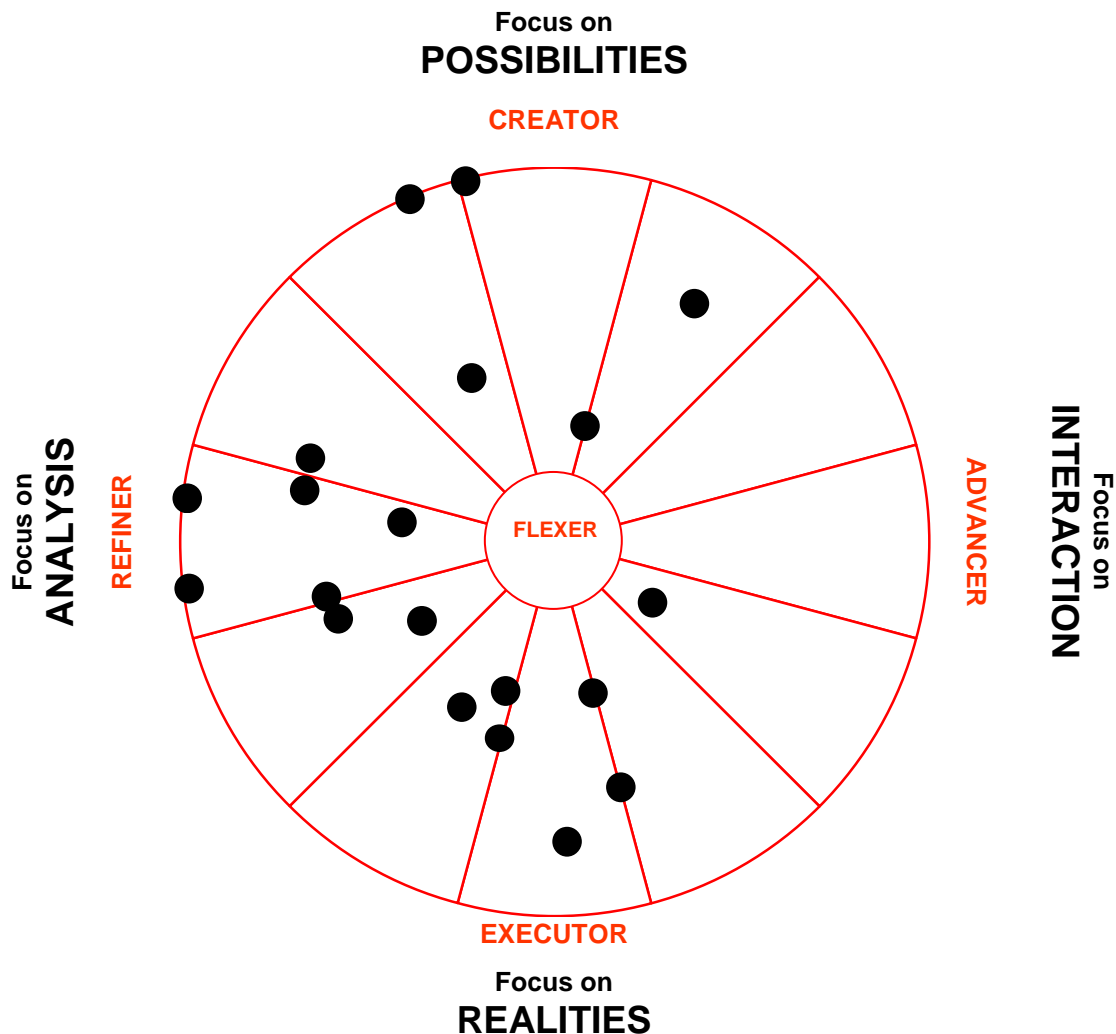 Focus on
POSSIBILITIES
CREATOR
Focus on
ANALYSIS
REFINER
FLEXER
ADVANCER
INTERACTION
Focus on
EXECUTOR
Focus on
REALITIES